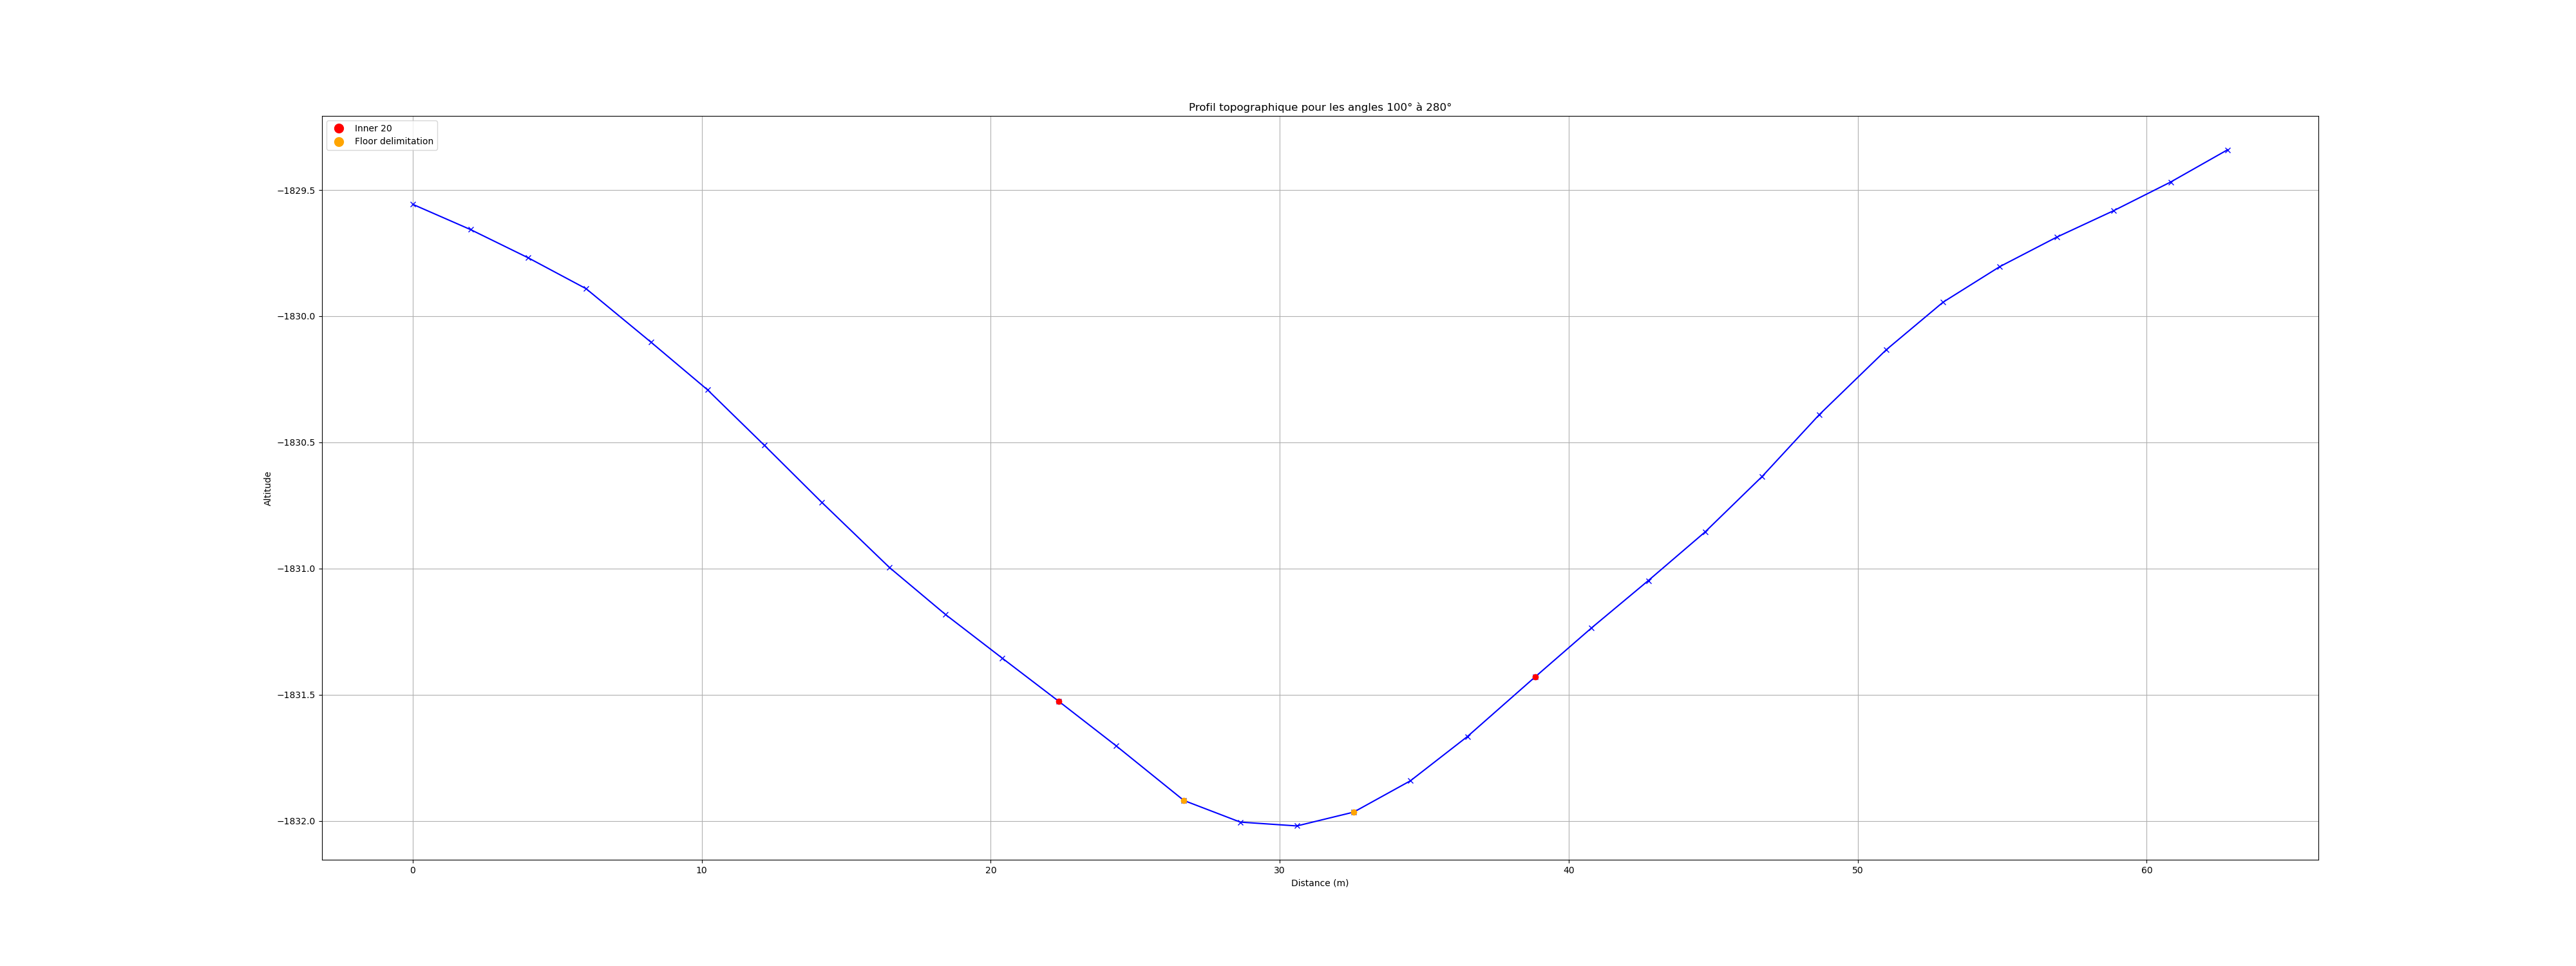 Profil topographique pour les angles 100° à 280°
Inner 20
Floor delimitation
−1829.5
−1830.0
−1830.5
−1831.0
−1831.5
−1832.0
Altitude
0 10 20 30 40 50 60
Distance (m)